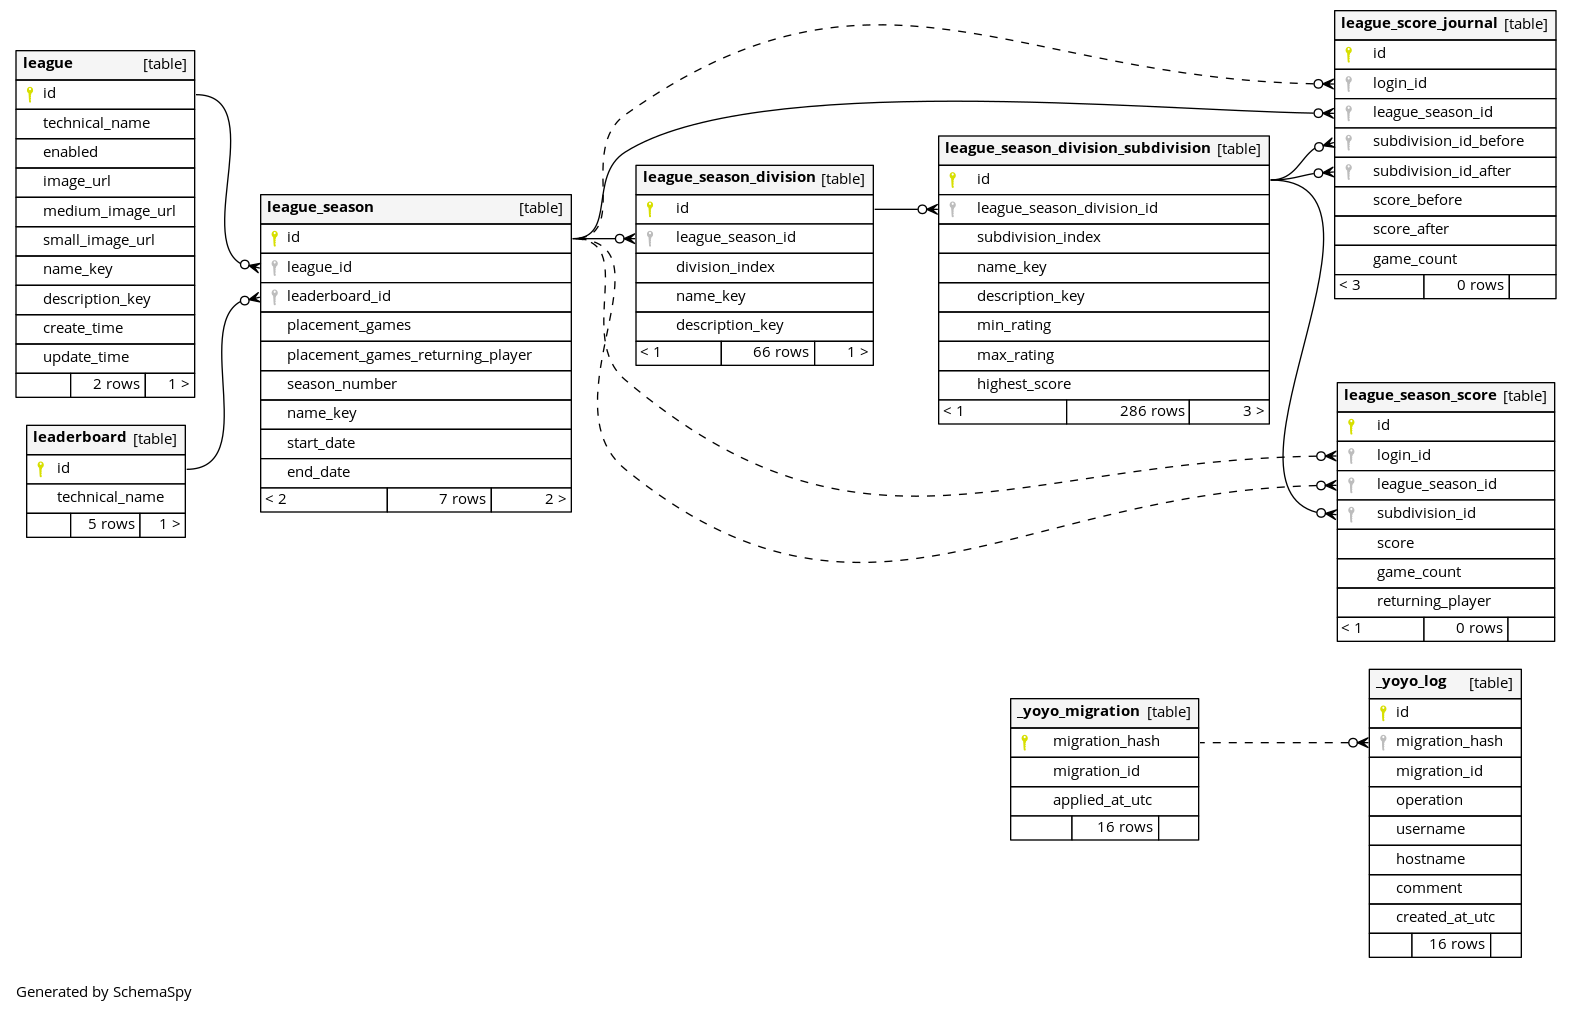 league [table]
id
technical_name
enabled
image_url
medium_image_url
small_image_url
name_key
description_key
create_time
update_time
2 rows 1 >
leaderboard [table]
id
technical_name
5 rows 1 >
league_season [table]
id
league_id
leaderboard_id
placement_games
placement_games_returning_player
season_number
name_key
start_date
end_date
< 2 7 rows 2 >
league_season_division [table]
id
league_season_id
division_index
name_key
description_key
< 1 66 rows 1 >
league_season_division_subdivision [table]
id
league_season_division_id
subdivision_index
name_key
description_key
min_rating
max_rating
highest_score
< 1 286 rows 3 >
league_score_journal [table]
id
login_id
league_season_id
subdivision_id_before
subdivision_id_after
score_before
score_after
game_count
< 3 0 rows
league_season_score [table]
id
login_id
league_season_id
subdivision_id
score
game_count
returning_player
< 1 0 rows
_yoyo_migration [table]
migration_hash
migration_id
applied_at_utc
16 rows
_yoyo_log [table]
id
migration_hash
migration_id
operation
username
hostname
comment
created_at_utc
16 rows
Generated by SchemaSpy